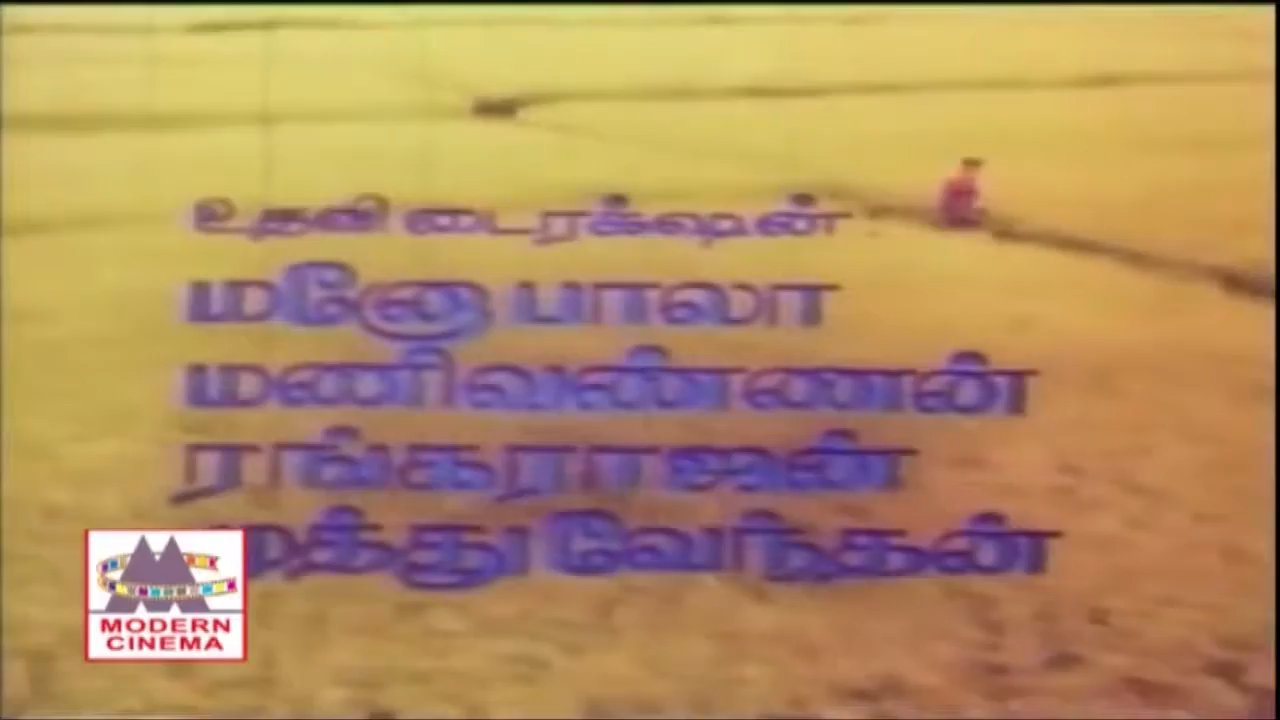 உதவி டைரக்‌ஷன் :
மனோ பாலா
மணிவண்ணன்
ரங்கராஜன்
முத்து வேந்தன்
MODERN
CINEMA